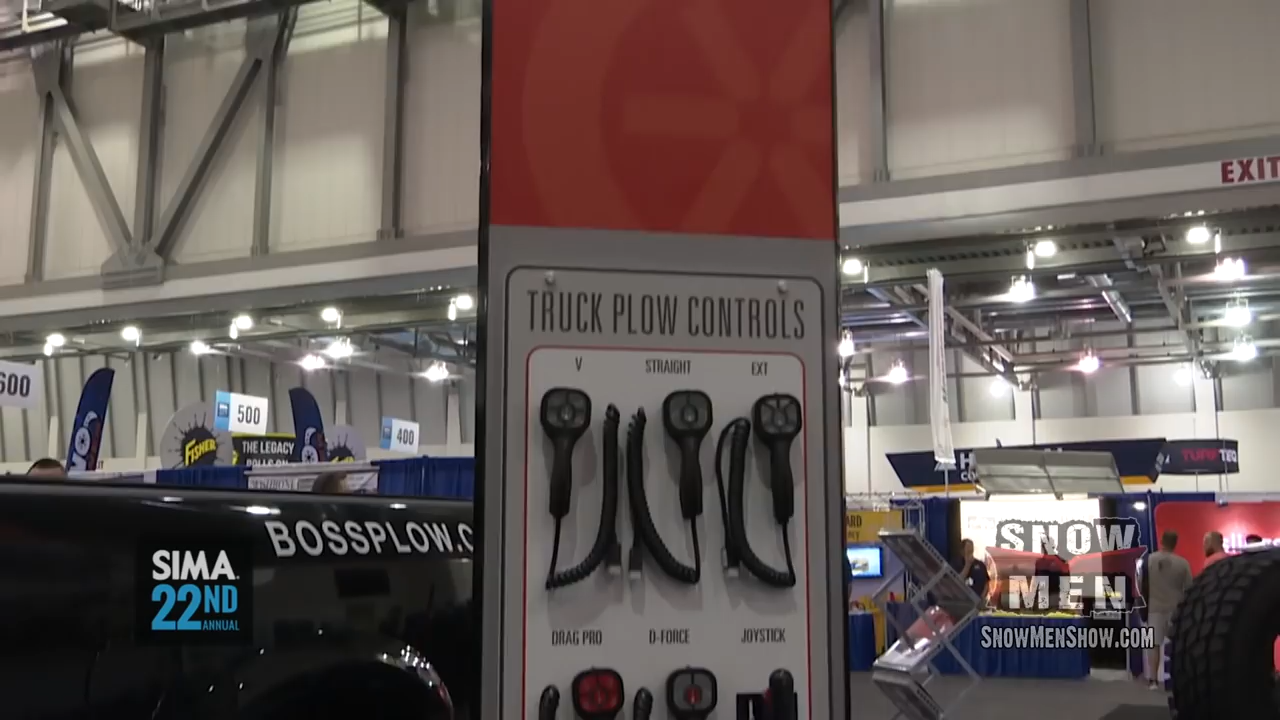 EXIT
TRUCK PLOW CONTROLS
V STRAIGHT EXT
600
500
400
FISHER
THE LEGACY
TURFTEQ
BOSSPLOW.C
SIMA
22ND
ANNUAL
SNOW
MEN
SNOWMENSHOW.COM
DRAG PRO D-FORCE JOYSTICK